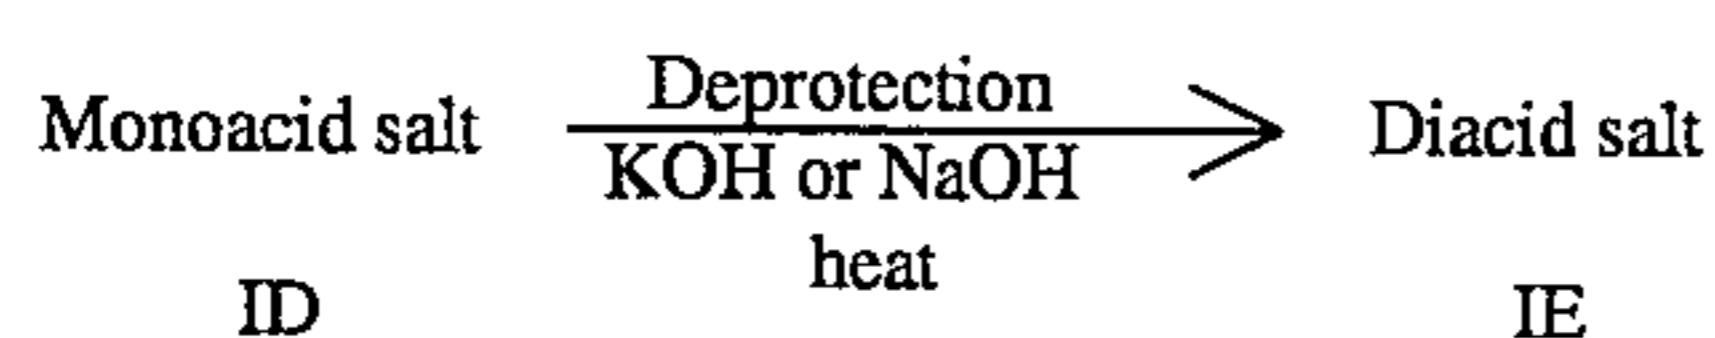 Deprotection
Monoacid salt Diacid salt
KOH or NaOH
heat
ID IE